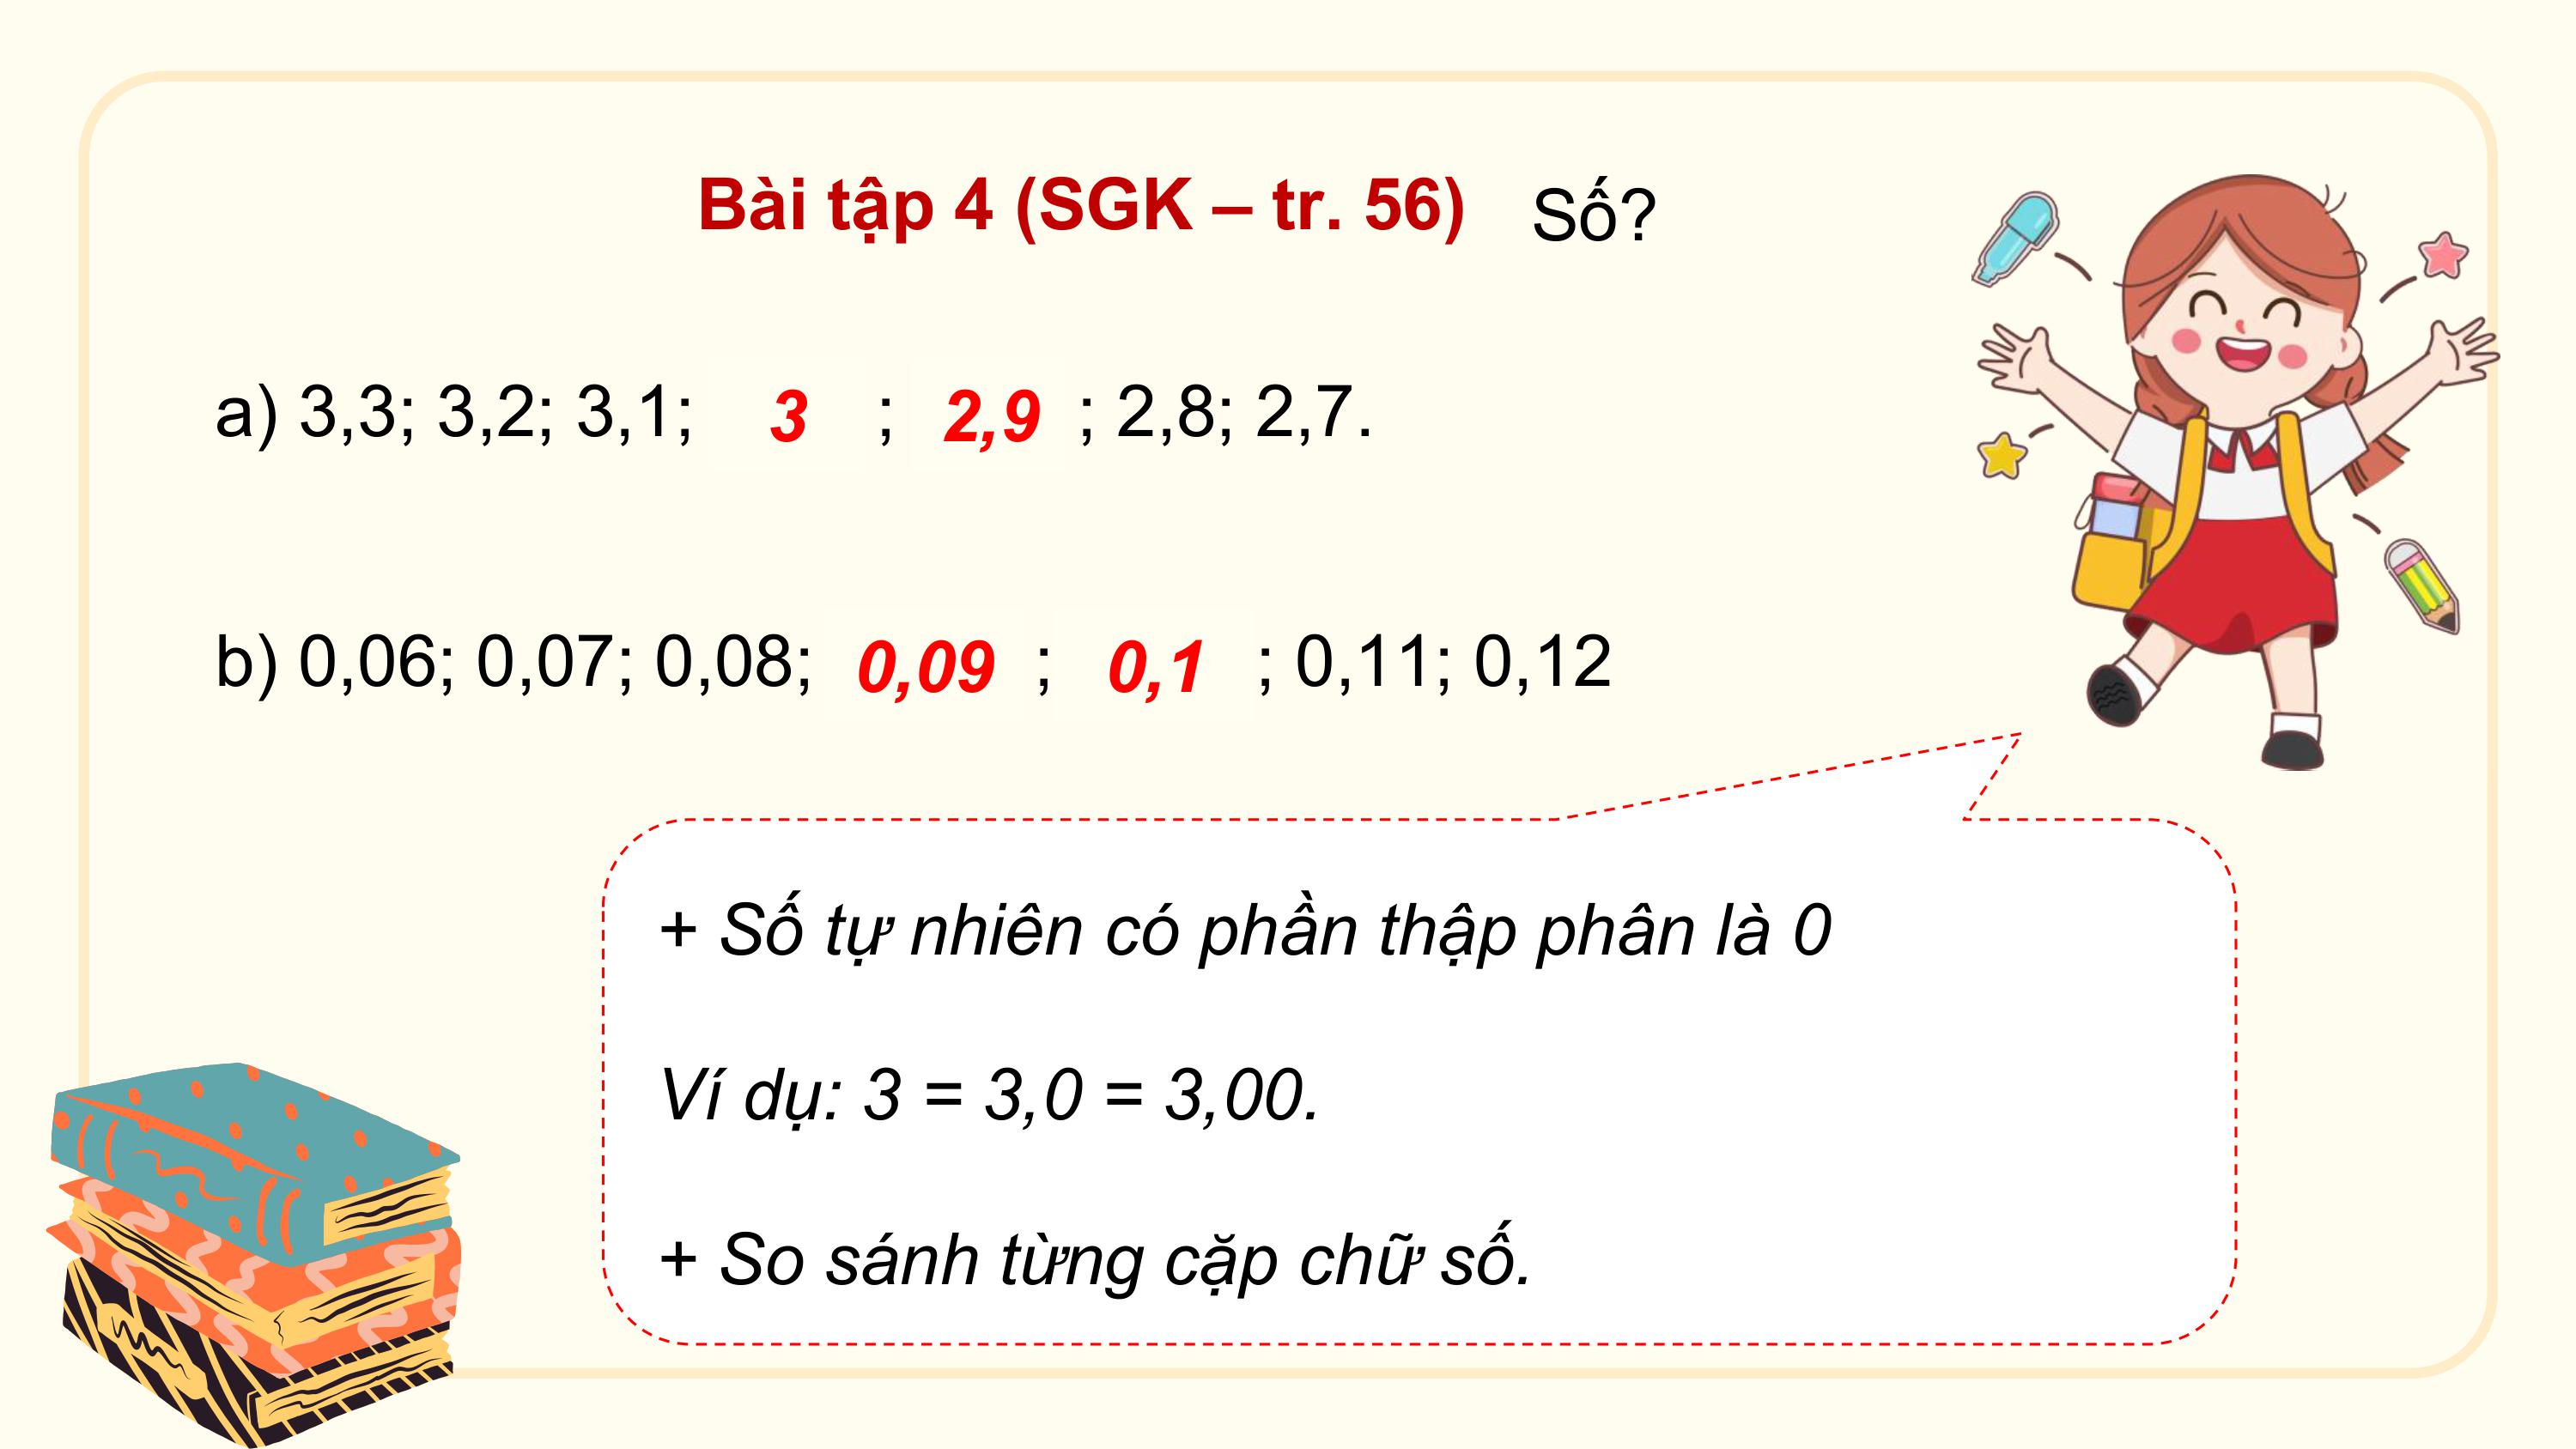 Bài tập 4 (SGK – tr. 56) Số?
a) 3,3; 3,2; 3,1; 3 ; 2,9 ; 2,8; 2,7.
b) 0,06; 0,07; 0,08; 0,09 ; 0,1 ; 0,11; 0,12
+ Số tự nhiên có phần thập phân là 0
Ví dụ: 3 = 3,0 = 3,00.
+ So sánh từng cặp chữ số.